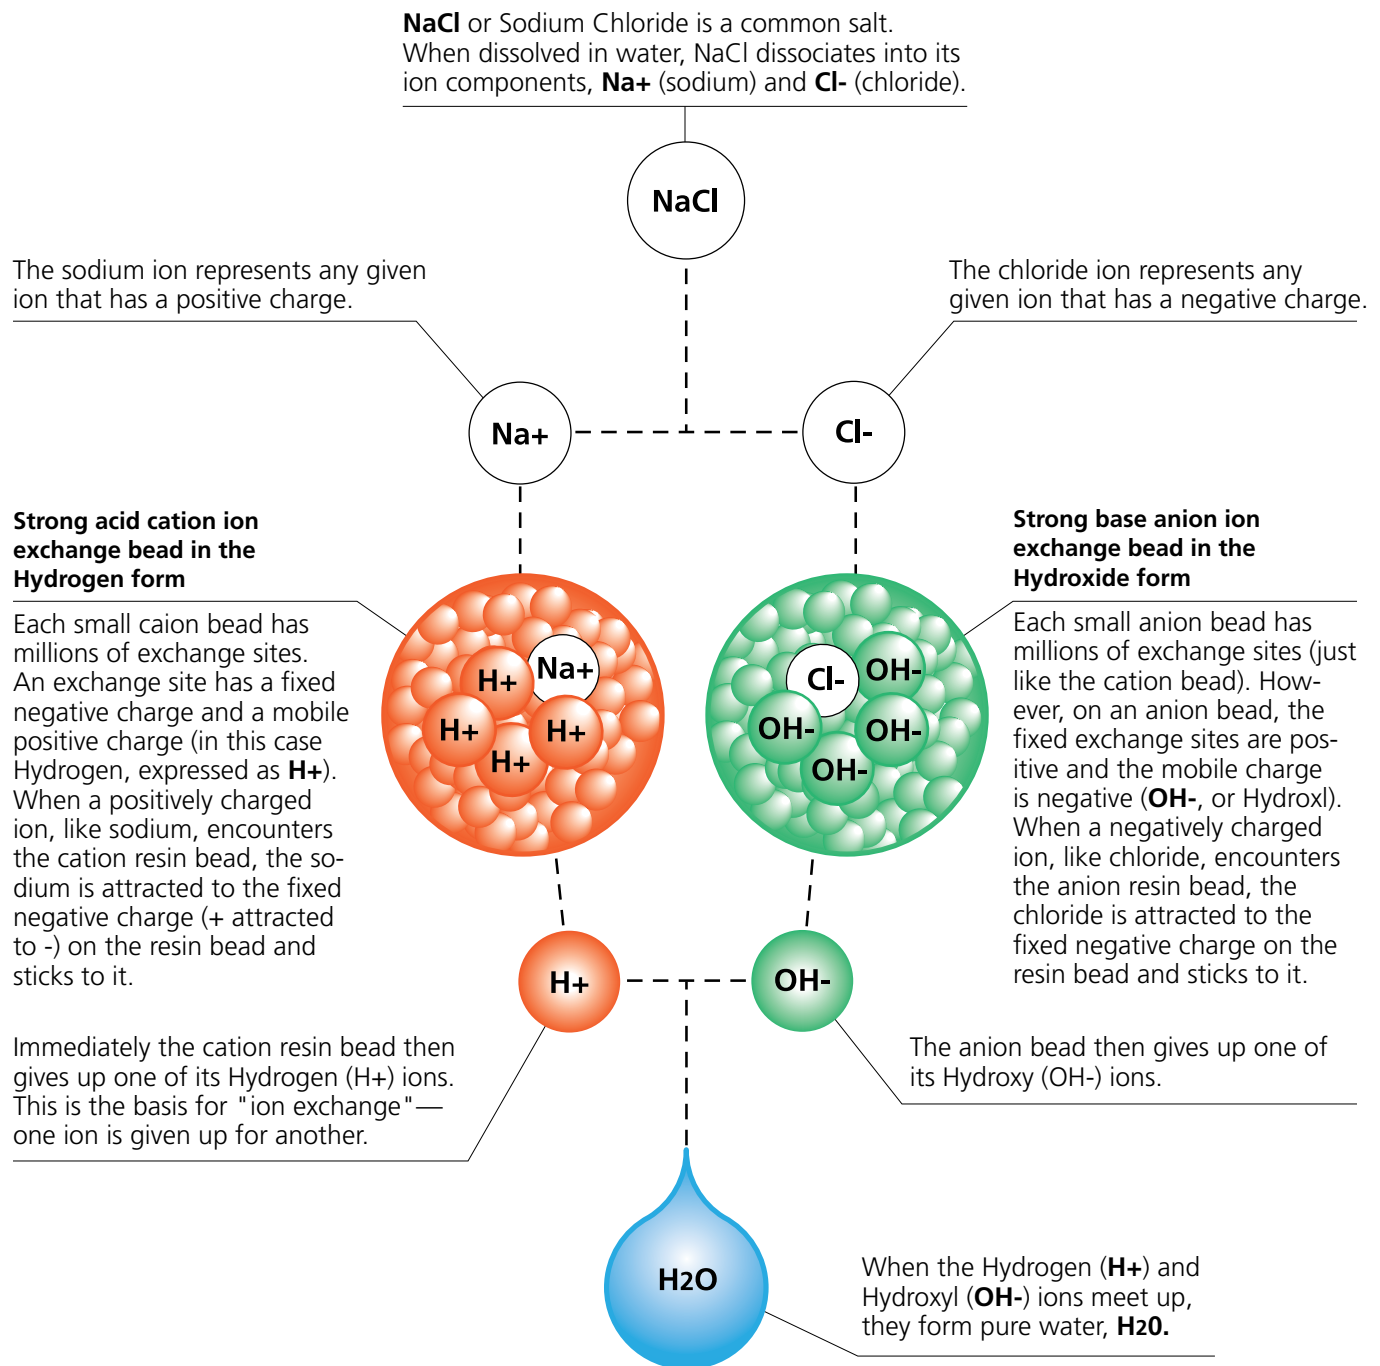 NaCl or Sodium Chloride is a common salt.
When dissolved in water, NaCl dissociates into its
ion components, Na+ (sodium) and Cl- (chloride).
NaCl
The sodium ion represents any given
ion that has a positive charge.
The chloride ion represents any
given ion that has a negative charge.
Na+
Cl-
Strong acid cation ion
exchange bead in the
Hydrogen form
Each small caion bead has
millions of exchange sites.
An exchange site has a fixed
negative charge and a mobile
positive charge (in this case
Hydrogen, expressed as H+).
When a positively charged
ion, like sodium, encounters
the cation resin bead, the so-
dium is attracted to the fixed
negative charge (+ attracted
to -) on the resin bead and
sticks to it.
Na+
H+
H+
H+
H+
Cl-
OH-
OH-
OH-
OH-
Strong base anion ion
exchange bead in the
Hydroxide form
Each small anion bead has
millions of exchange sites (just
like the cation bead). How-
ever, on an anion bead, the
fixed exchange sites are pos-
itive and the mobile charge
is negative (OH-, or Hydroxl).
When a negatively charged
ion, like chloride, encounters
the anion resin bead, the
chloride is attracted to the
fixed negative charge on the
resin bead and sticks to it.
H+
OH-
Immediately the cation resin bead then
gives up one of its Hydrogen (H+) ions.
This is the basis for "ion exchange"—
one ion is given up for another.
The anion bead then gives up one of
its Hydroxy (OH-) ions.
H2O
When the Hydrogen (H+) and
Hydroxyl (OH-) ions meet up,
they form pure water, H20.